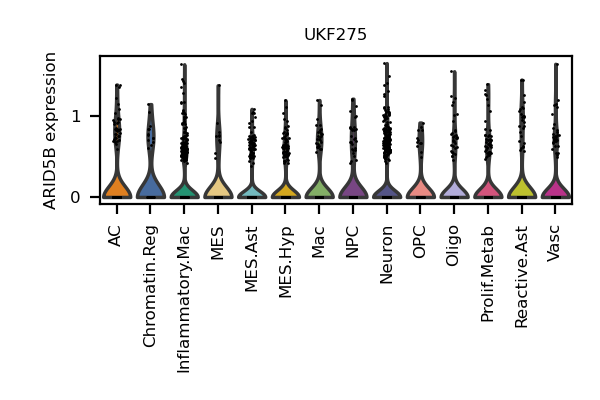 UKF275
ARID5B expression
1
0
AC
Chromatin.Reg
Inflammatory.Mac
MES
MES.Ast
MES.Hyp
Mac
NPC
Neuron
OPC
Oligo
Prolif.Metab
Reactive.Ast
Vasc